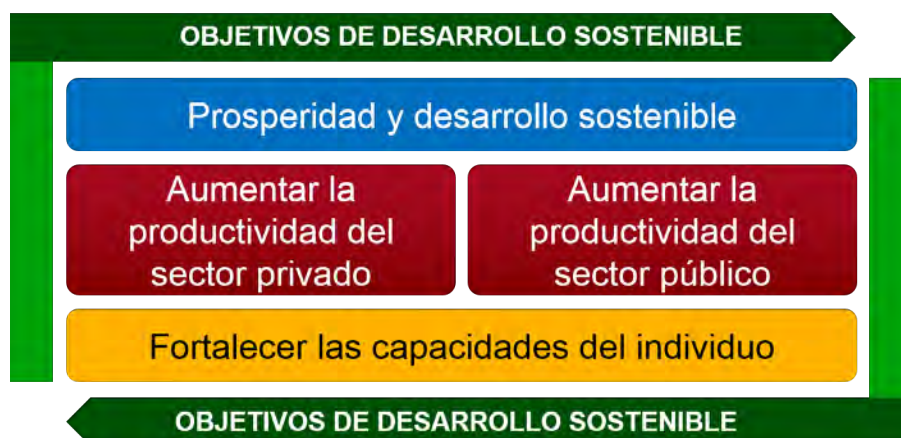 OBJETIVOS DE DESARROLLO SOSTENIBLE
Prosperidad y desarrollo sostenible
Aumentar la
productividad del
sector privado
Aumentar la
productividad del
sector público
Fortalecer las capacidades del individuo
OBJETIVOS DE DESARROLLO SOSTENIBLE